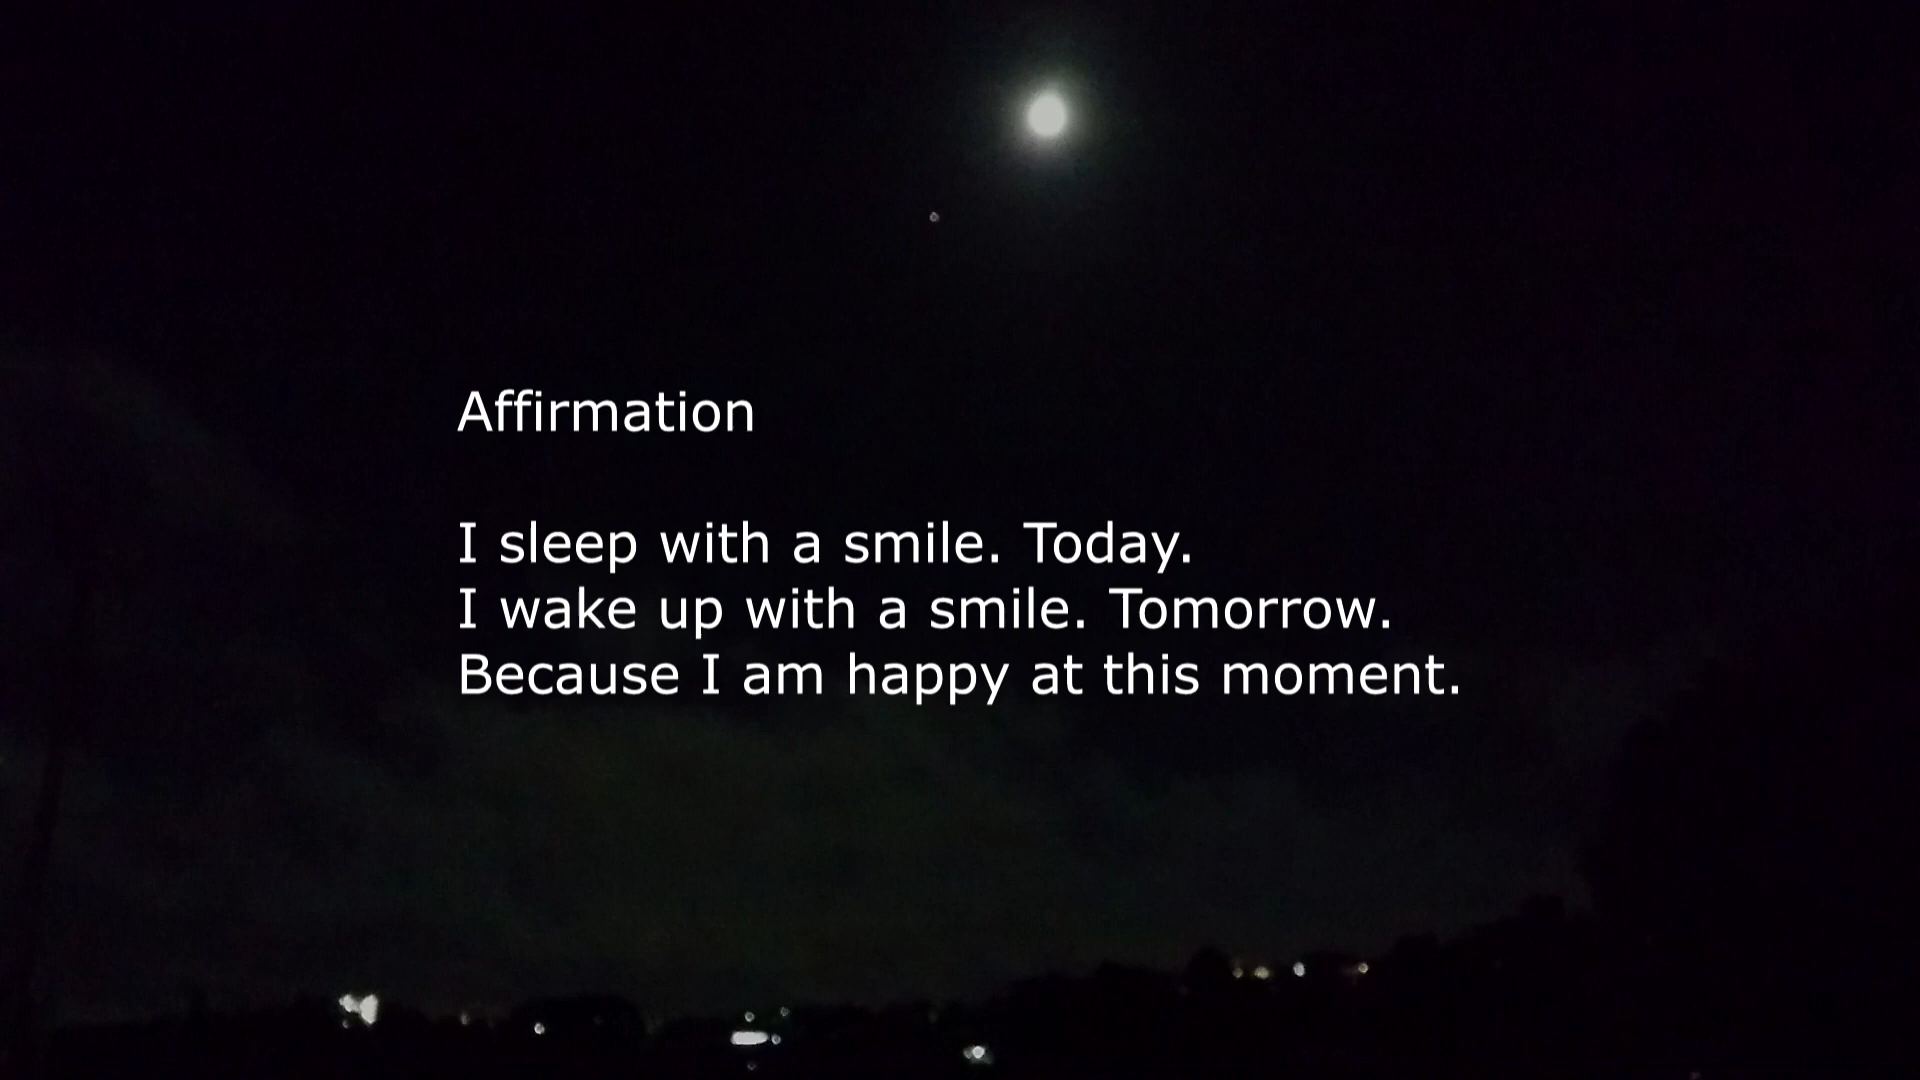 Affirmation
I sleep with a smile. Today.
I wake up with a smile. Tomorrow.
Because I am happy at this moment.